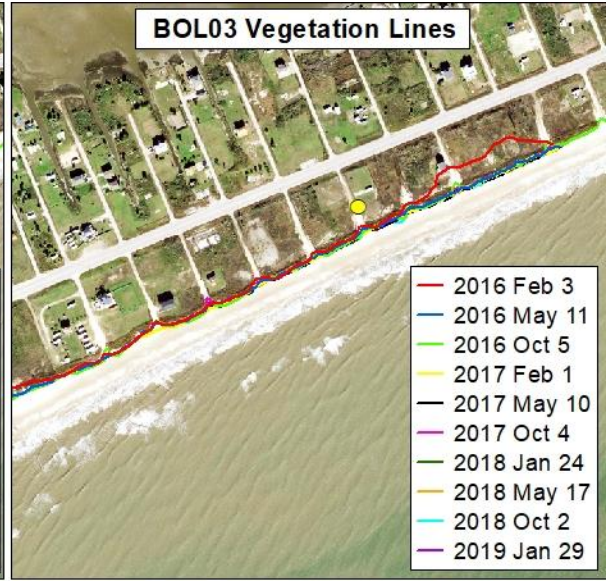 BOL03 Vegetation Lines
2016 Feb 3
2016 May 11
2016 Oct 5
2017 Feb 1
2017 May 10
2017 Oct 4
2018 Jan 24
2018 May 17
2018 Oct 2
2019 Jan 29